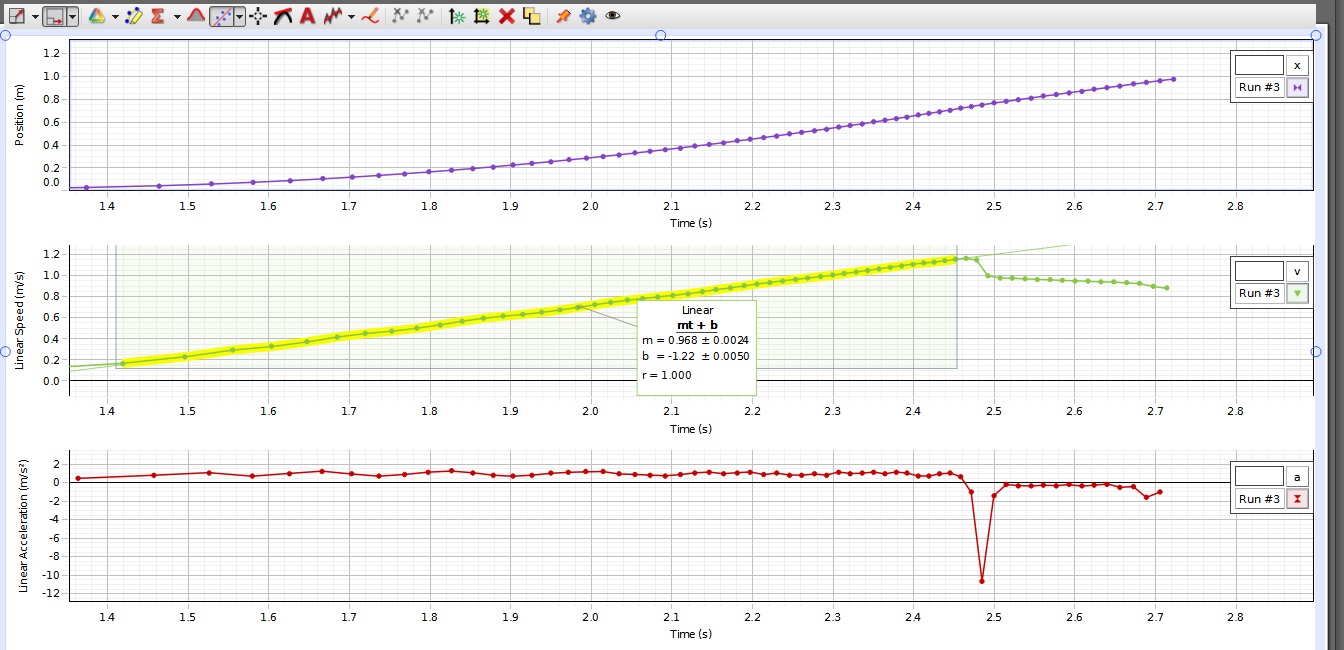 1.2
1.0
0.8
0.6
0.4
0.2
0.0
Position (m)
x
Run #3
1.4 1.5 1.6 1.7 1.8 1.9 2.0 2.1 2.2 2.3 2.4 2.5 2.6 2.7 2.8
Time (s)
1.2
1.0
0.8
0.6
0.4
0.2
0.0
Linear Speed (m/s)
v
Run #3
Linear
mt + b
m = 0.968 ± 0.0024
b = -1.22 ± 0.0050
r = 1.000
1.4 1.5 1.6 1.7 1.8 1.9 2.0 2.1 2.2 2.3 2.4 2.5 2.6 2.7 2.8
Time (s)
2
0
-2
-4
-6
-8
-10
-12
Linear Acceleration (m/s²)
a
Run #3
1.4 1.5 1.6 1.7 1.8 1.9 2.0 2.1 2.2 2.3 2.4 2.5 2.6 2.7 2.8
Time (s)